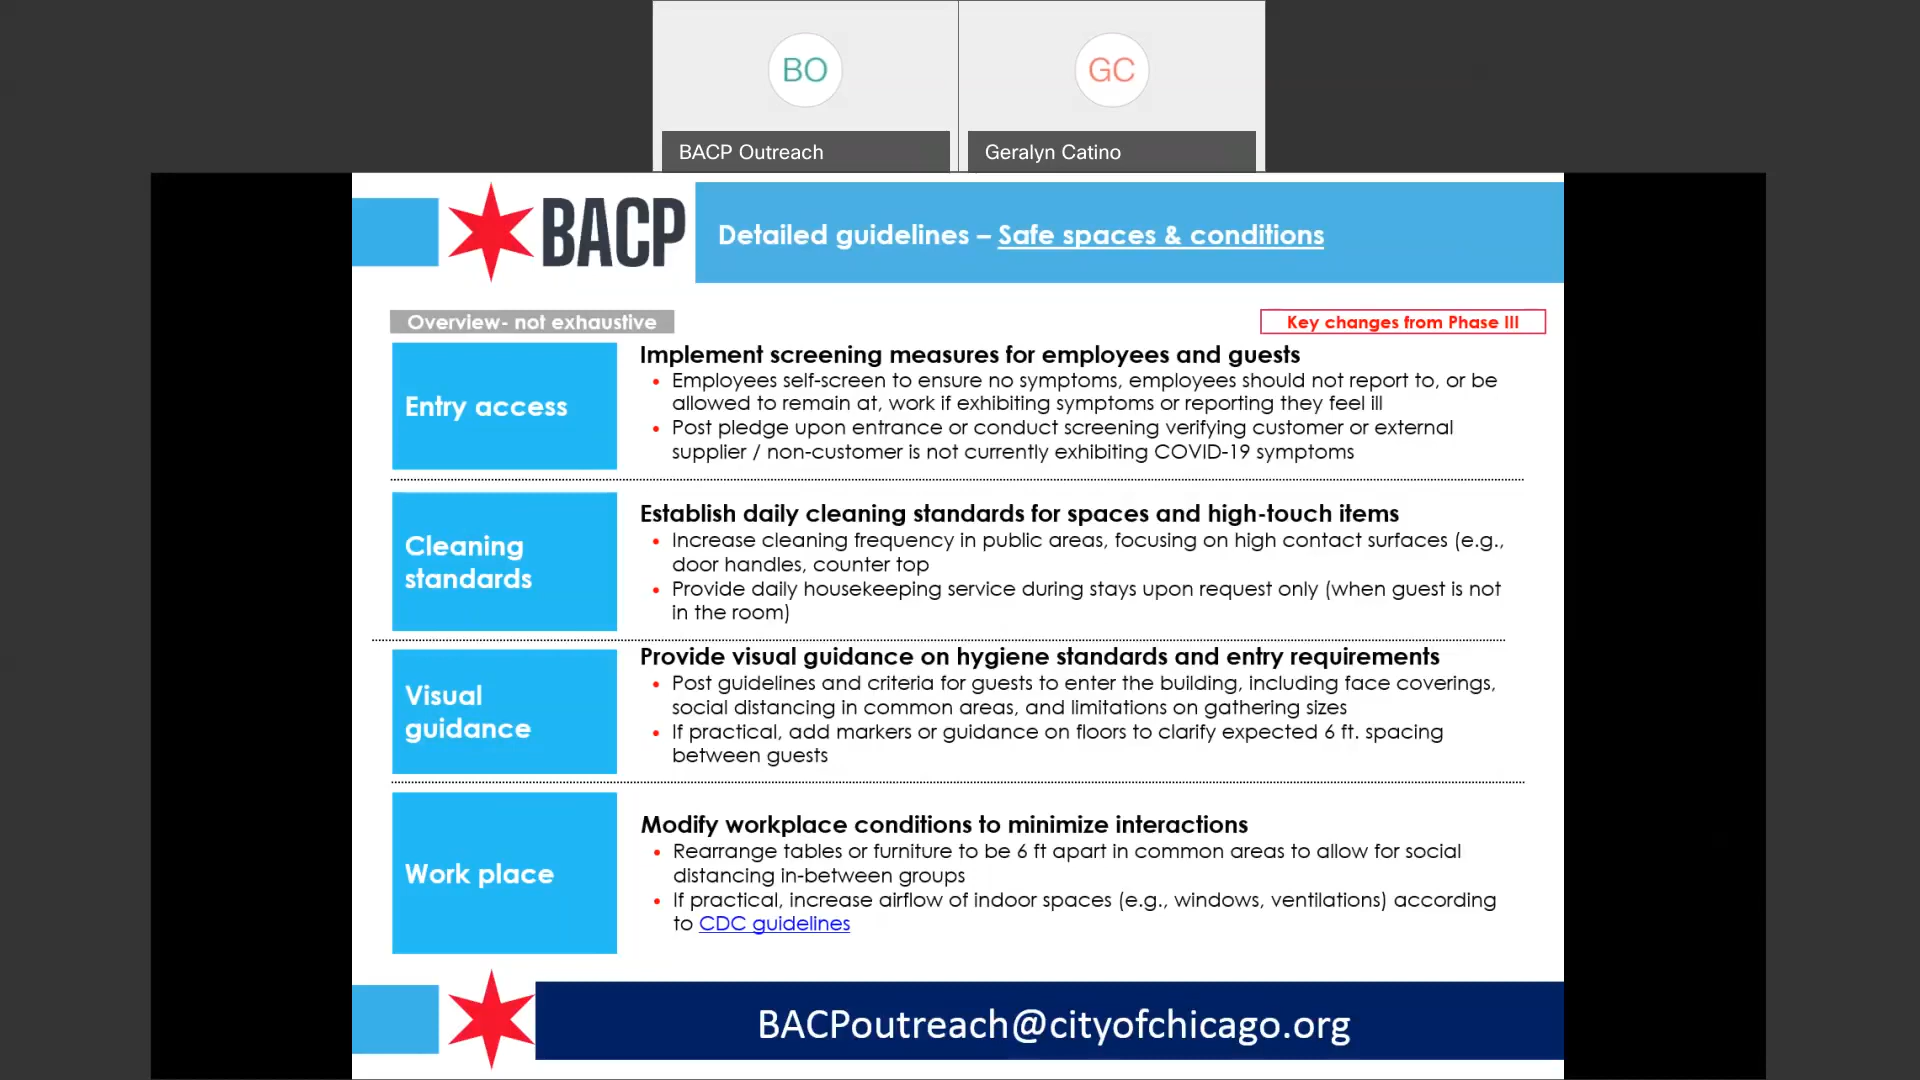 BO
GC
BACP Outreach
Geralyn Catino
BACP
Detailed guidelines – Safe spaces & conditions
Overview- not exhaustive
Key changes from Phase III
Entry access
Implement screening measures for employees and guests
• Employees self-screen to ensure no symptoms, employees should not report to, or be
allowed to remain at, work if exhibiting symptoms or reporting they feel ill
• Post pledge upon entrance or conduct screening verifying customer or external
supplier / non-customer is not currently exhibiting COVID-19 symptoms
Cleaning
standards
Establish daily cleaning standards for spaces and high-touch items
• Increase cleaning frequency in public areas, focusing on high contact surfaces (e.g.,
door handles, counter top
• Provide daily housekeeping service during stays upon request only (when guest is not
in the room)
Visual
guidance
Provide visual guidance on hygiene standards and entry requirements
• Post guidelines and criteria for guests to enter the building, including face coverings,
social distancing in common areas, and limitations on gathering sizes
• If practical, add markers or guidance on floors to clarify expected 6 ft. spacing
between guests
Work place
Modify workplace conditions to minimize interactions
• Rearrange tables or furniture to be 6 ft apart in common areas to allow for social
distancing in-between groups
• If practical, increase airflow of indoor spaces (e.g., windows, ventilations) according
to CDC guidelines
BACPoutreach@cityofchicago.org